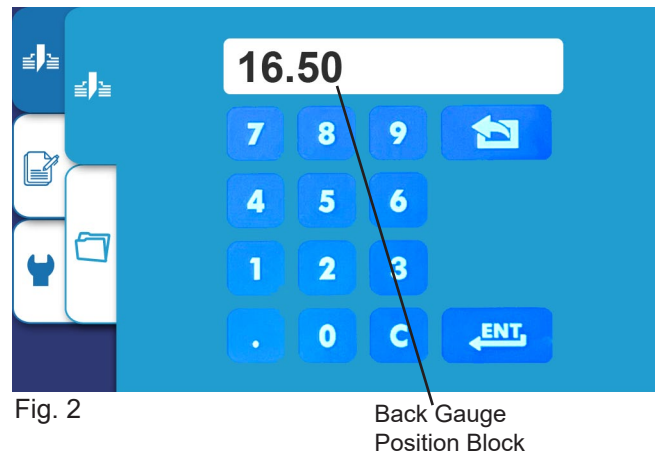 16.50
7 8 9
4 5 6
1 2 3
. 0 C ENT
Fig. 2
Back Gauge
Position Block